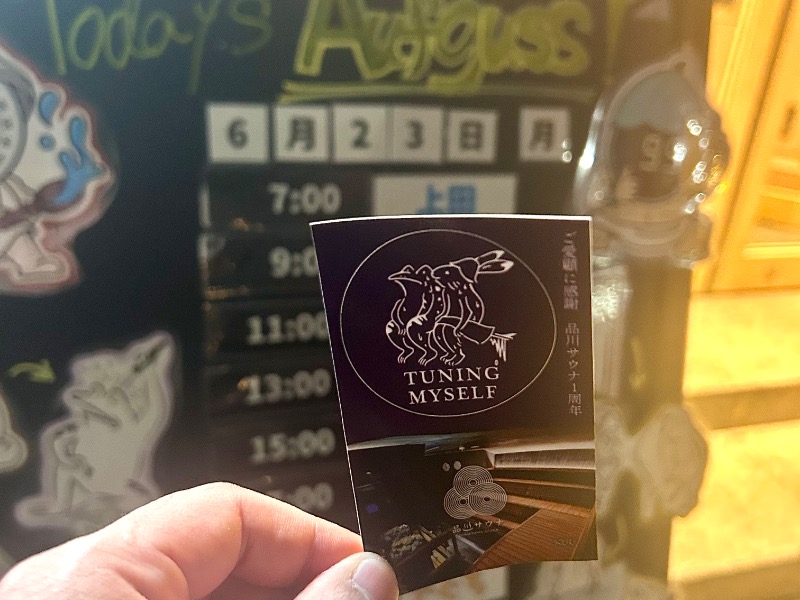 Today's Aufguss!
6 月 2 3 日 月
7:00 上田
9:0
11:00
13:00
15:00
ご愛顧に感謝 品川サウナ1周年
TUNING
MYSELF
品川サウナ